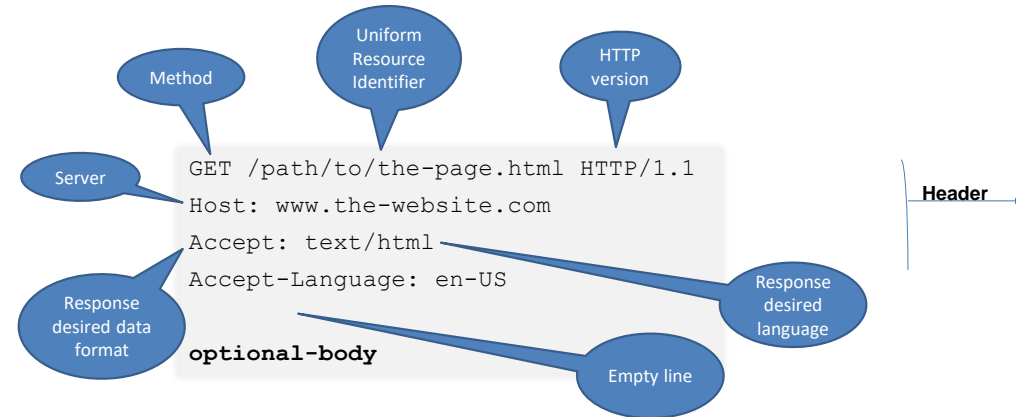 Uniform
Resource
Identifier
HTTP
version
Method
GET /path/to/the-page.html HTTP/1.1
Server
Header
Host: www.the-website.com
Accept: text/html
Accept-Language: en-US
Response
desired data
format
Response
desired
language
optional-body
Empty line